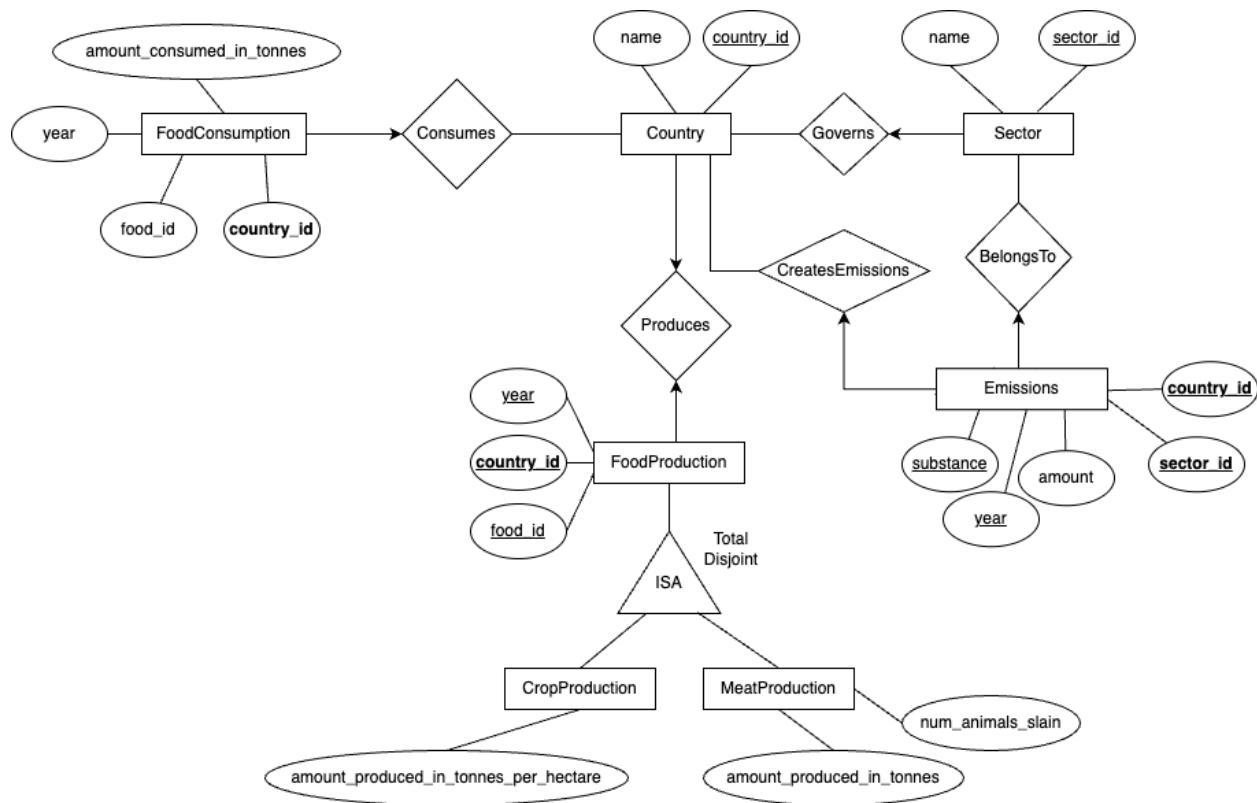 amount_consumed_in_tonnes
name
country_id
name
sector_id
year
FoodConsumption
Consumes
Country
Governs
Sector
food_id
country_id
BelongsTo
CreatesEmissions
Produces
year
Emissions
country_id
country_id
FoodProduction
substance
amount
sector_id
year
food_id
Total
Disjoint
ISA
CropProduction
MeatProduction
num_animals_slain
amount_produced_in_tonnes_per_hectare
amount_produced_in_tonnes